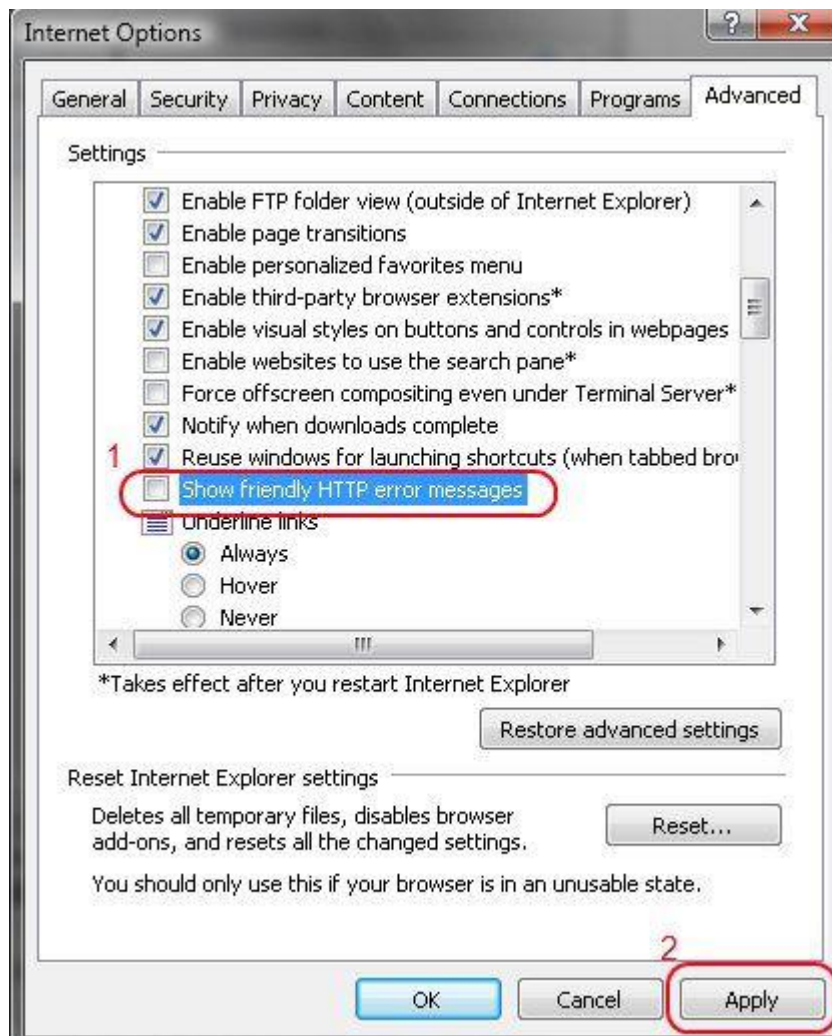 Internet Options
General Security Privacy Content Connections Programs Advanced
Settings
Enable FTP folder view (outside of Internet Explorer)
Enable page transitions
Enable personalized favorites menu
Enable third-party browser extensions*
Enable visual styles on buttons and controls in webpages
Enable websites to use the search pane*
Force offscreen compositing even under Terminal Server*
Notify when downloads complete
1
Reuse windows for launching shortcuts (when tabbed bro
Show friendly HTTP error messages
Underline links
Always
Hover
Never
*Takes effect after you restart Internet Explorer
Restore advanced settings
Reset Internet Explorer settings
Deletes all temporary files, disables browser
add-ons, and resets all the changed settings.
Reset...
You should only use this if your browser is in an unusable state.
2
OK Cancel Apply